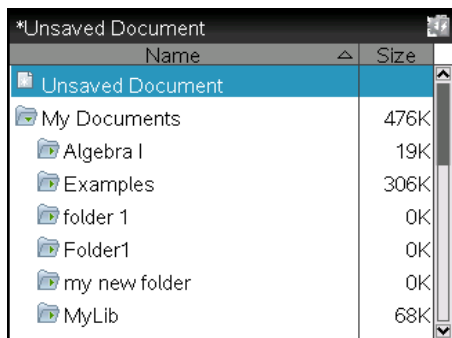 *Unsaved Document
Name Size
Unsaved Document
My Documents 476K
Algebra I 19K
Examples 306K
folder 1 0K
Folder1 0K
my new folder 0K
MyLib 68K